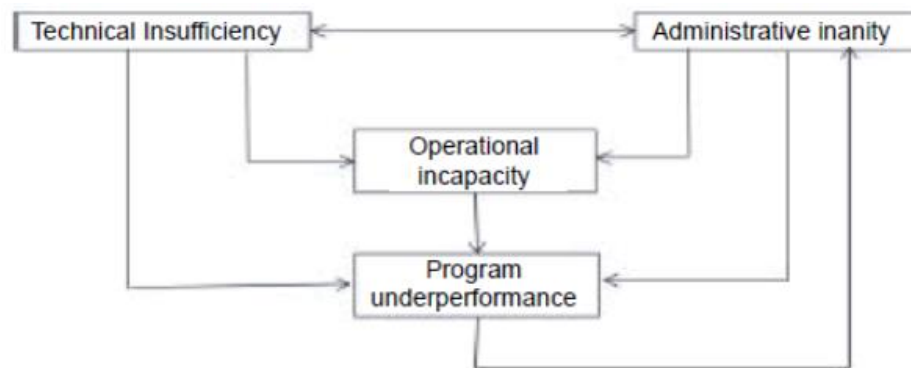 Technical Insufficiency
Administrative inanity
Operational
incapacity
Program
underperformance